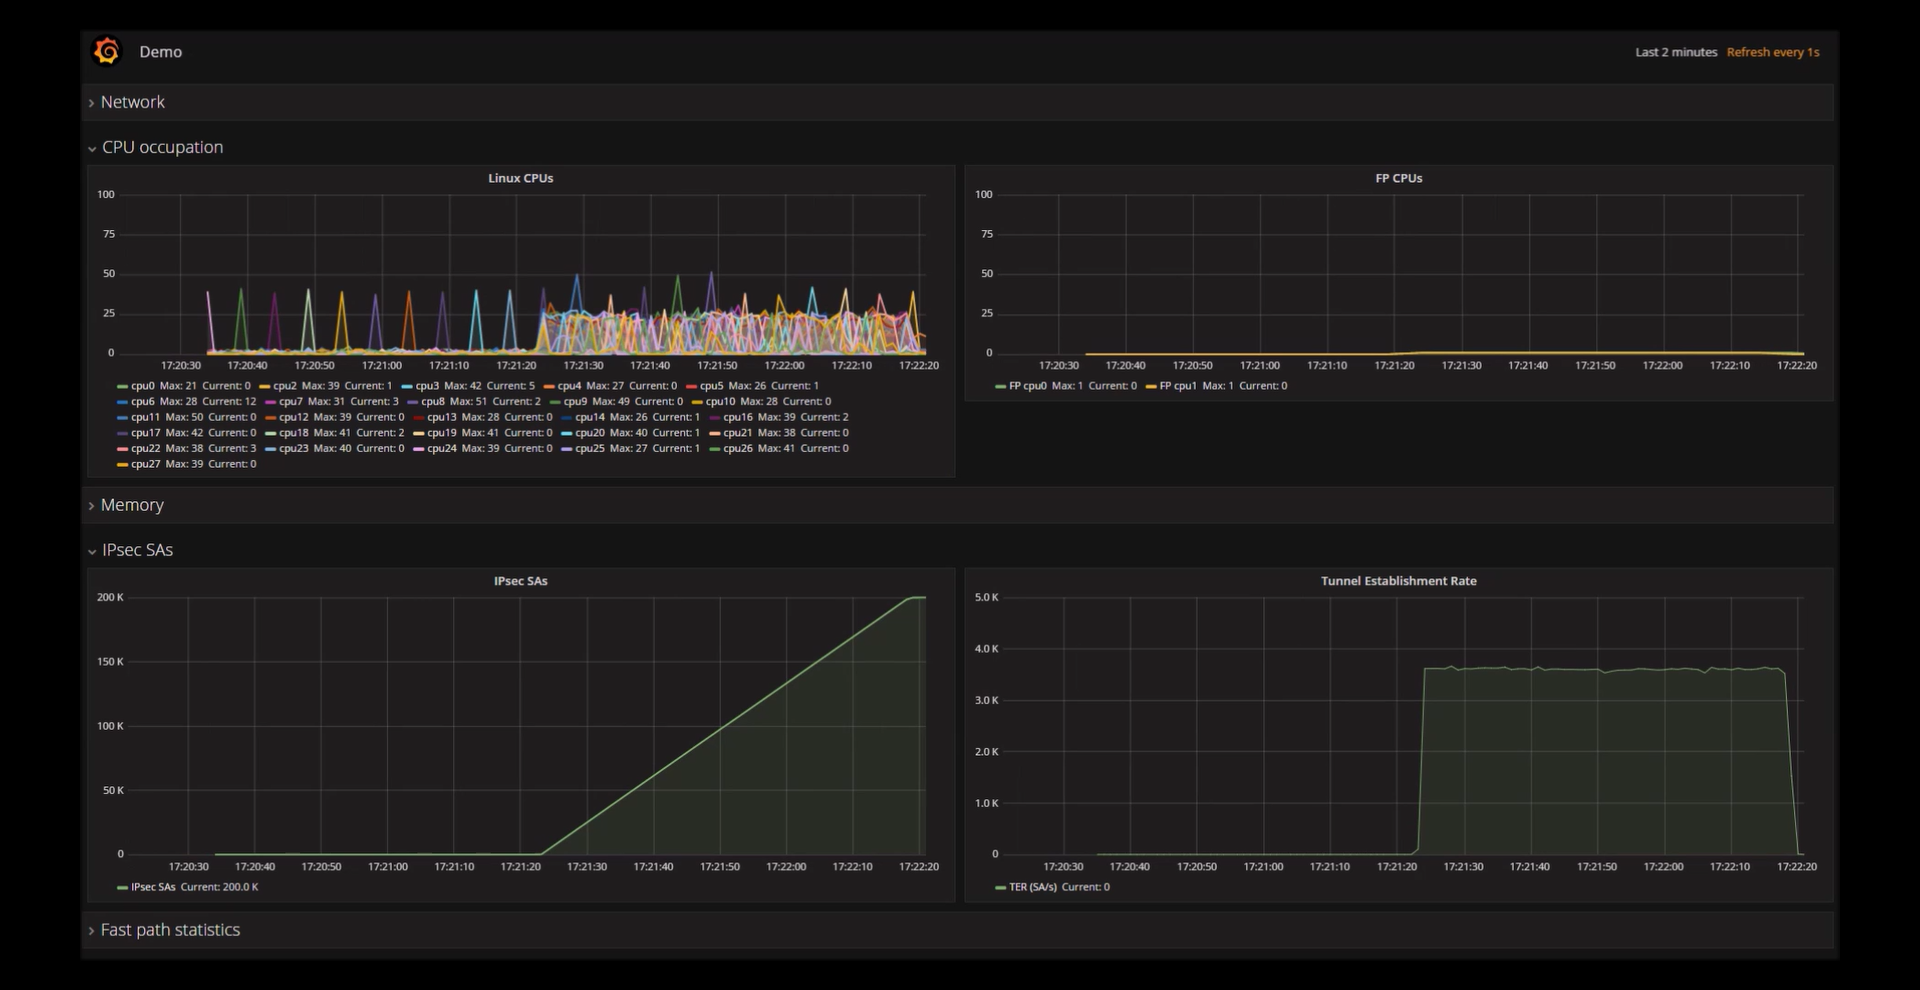 Demo
Last 2 minutes Refresh every 1s
Network
CPU occupation
Linux CPUs
100
75
50
25
0
17:20:30 17:20:40 17:20:50 17:21:00 17:21:10 17:21:20 17:21:30 17:21:40 17:21:50 17:22:00 17:22:10 17:22:20
cpu0 Max: 21 Current: 0 cpu2 Max: 39 Current: 1 cpu3 Max: 42 Current: 5 cpu4 Max: 27 Current: 0 cpu5 Max: 26 Current: 1
cpu6 Max: 28 Current: 12 cpu7 Max: 31 Current: 3 cpu8 Max: 51 Current: 2 cpu9 Max: 49 Current: 0 cpu10 Max: 28 Current: 0
cpu11 Max: 50 Current: 0 cpu12 Max: 39 Current: 0 cpu13 Max: 28 Current: 0 cpu14 Max: 26 Current: 1 cpu16 Max: 39 Current: 2
cpu17 Max: 42 Current: 0 cpu18 Max: 41 Current: 2 cpu19 Max: 41 Current: 0 cpu20 Max: 40 Current: 1 cpu21 Max: 38 Current: 0
cpu22 Max: 38 Current: 3 cpu23 Max: 40 Current: 0 cpu24 Max: 39 Current: 0 cpu25 Max: 27 Current: 1 cpu26 Max: 41 Current: 0
cpu27 Max: 39 Current: 0
FP CPUs
100
75
50
25
0
17:20:30 17:20:40 17:20:50 17:21:00 17:21:10 17:21:20 17:21:30 17:21:40 17:21:50 17:22:00 17:22:10 17:22:20
FP cpu0 Max: 1 Current: 0 FP cpu1 Max: 1 Current: 0
Memory
IPsec SAs
IPsec SAs
200 K
150 K
100 K
50 K
0
17:20:30 17:20:40 17:20:50 17:21:00 17:21:10 17:21:20 17:21:30 17:21:40 17:21:50 17:22:00 17:22:10 17:22:20
IPsec SAs Current: 200.0 K
Tunnel Establishment Rate
5.0 K
4.0 K
3.0 K
2.0 K
1.0 K
0
17:20:30 17:20:40 17:20:50 17:21:00 17:21:10 17:21:20 17:21:30 17:21:40 17:21:50 17:22:00 17:22:10 17:22:20
TER (SA/s) Current: 0
Fast path statistics